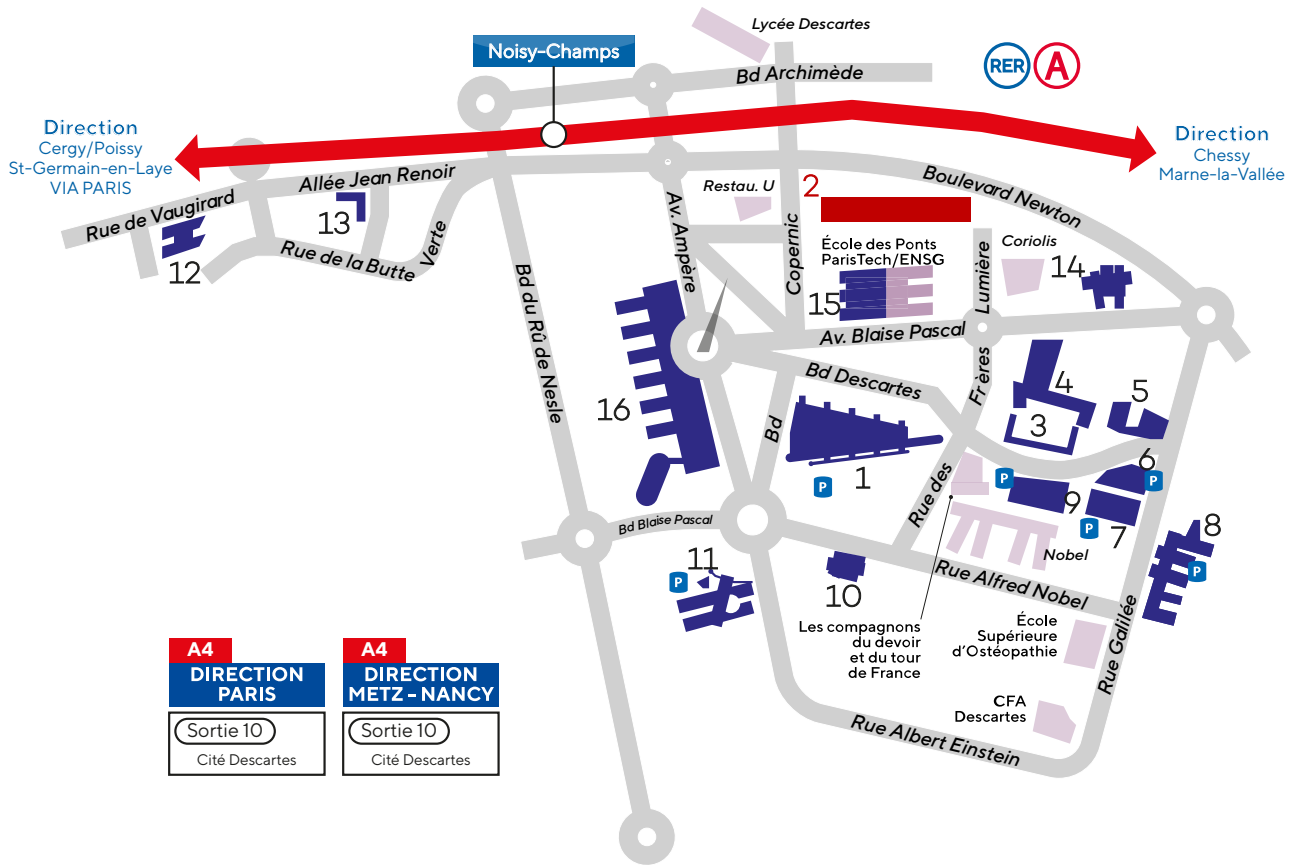 Lycée Descartes
Noisy-Champs
Bd Archimède
RER A
Direction
Cergy/Poissy
St-Germain-en-Laye
VIA PARIS
Direction
Chessy
Marne-la-Vallée
Allée Jean Renoir
Rue de Vaugirard
13
12
Rue de la Butte
Verte
Restau. U
2
Boulevard Newton
Av. Ampère
Copernic
École des Ponts
ParisTech/ENSG
15
Lumière
Coriolis
14
Bd du Rû de Nesle
Av. Blaise Pascal
Bd Descartes
Frères
4
5
3
16
Bd
1
P
Rue des
P
9
6
P
7
P
8
P
Bd Blaise Pascal
Nobel
11
P
10
Rue Alfred Nobel
Les compagnons
du devoir
et du tour
de France
École
Supérieure
d'Ostéopathie
Rue Galilée
CFA
Descartes
Rue Albert Einstein
A4
DIRECTION
PARIS
Sortie 10
Cité Descartes
A4
DIRECTION
METZ - NANCY
Sortie 10
Cité Descartes